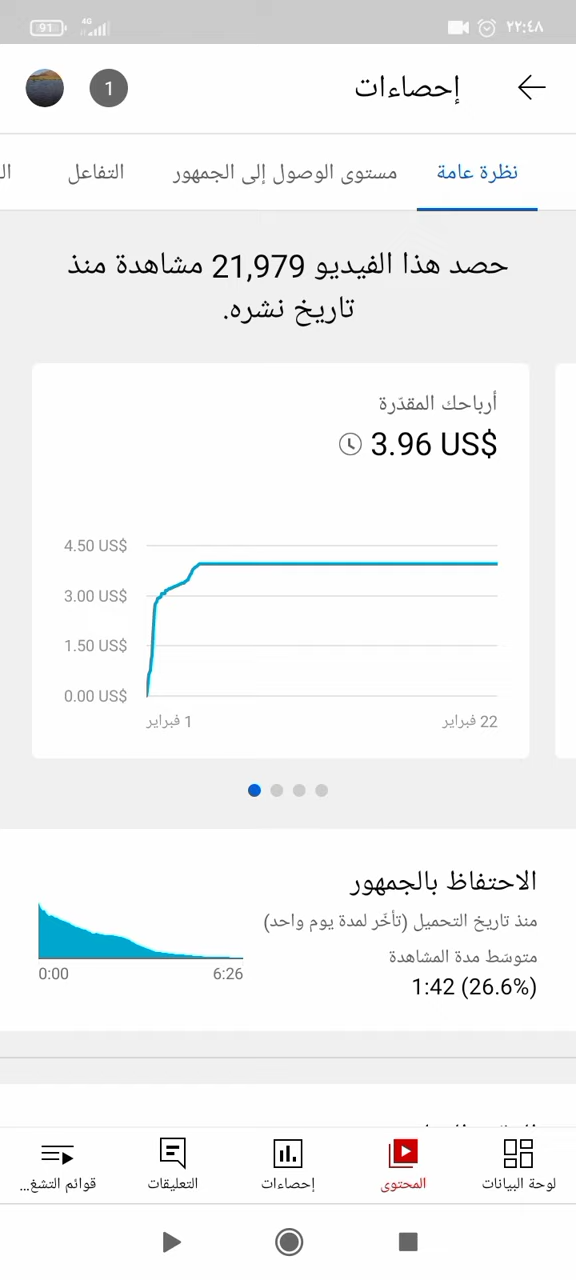 91 4G ٢٢:٤٨
إحصاءات 1
نظرة عامة مستوى الوصول إلى الجمهور التفاعل
حصد هذا الفيديو 21,979 مشاهدة منذ
تاريخ نشره.
أرباحك المقدّرة
3.96 US$
4.50 US$
3.00 US$
1.50 US$
0.00 US$
1 فبراير 22 فبراير
الاحتفاظ بالجمهور
منذ تاريخ التحميل (تأخّر لمدة يوم واحد)
متوسّط مدة المشاهدة
1:42 (26.6%)
0:00 6:26
لوحة البيانات المحتوى إحصاءات التعليقات قوائم التشغ...